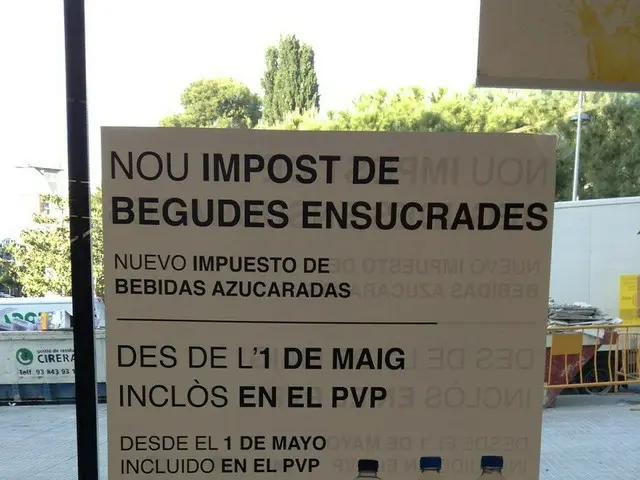 NOU IMPOST DE
BEGUDES ENSUCRADES
NUEVO IMPUESTO DE
BEBIDAS AZUCARADAS
DES DE L'1 DE MAIG
INCLÒS EN EL PVP
DESDE EL 1 DE MAYO
INCLUIDO EN EL PVP
CIRERA